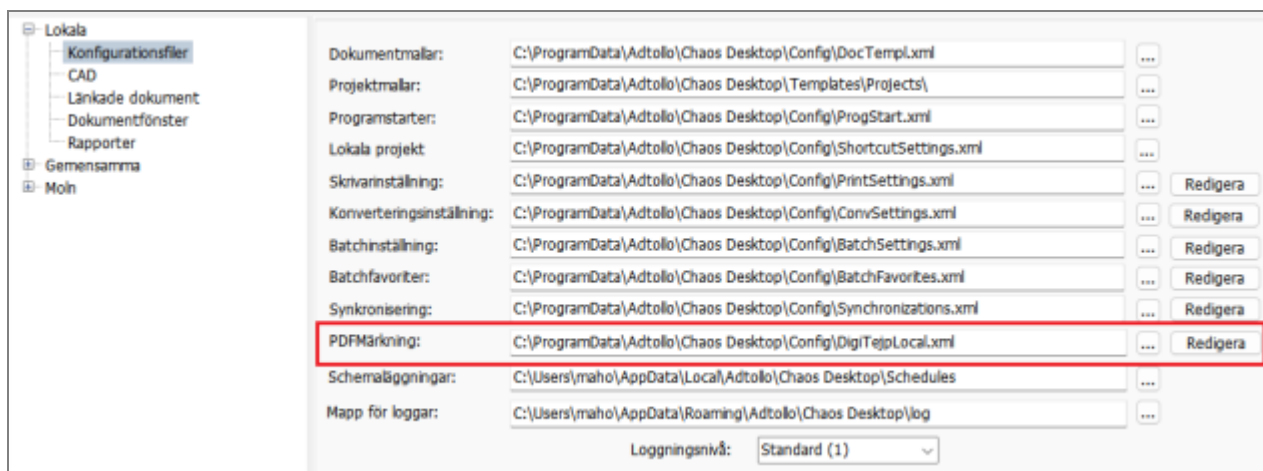 Lokala
Konfigurationsfiler
CAD
Länkade dokument
Dokumentfönster
Rapporter
Gemensamma
Moln
Dokumentmallar: C:\ProgramData\Adtollo\Chaos Desktop\Config\DocTempl.xml ...
Projektmallar: C:\ProgramData\Adtollo\Chaos Desktop\Templates\Projects\ ...
Programstarter: C:\ProgramData\Adtollo\Chaos Desktop\Config\ProgStart.xml ...
Lokala projekt C:\ProgramData\Adtollo\Chaos Desktop\Config\ShortcutSettings.xml ...
Skrivarinställning: C:\ProgramData\Adtollo\Chaos Desktop\Config\PrintSettings.xml ... Redigera
Konverteringsinställning: C:\ProgramData\Adtollo\Chaos Desktop\Config\ConvSettings.xml ... Redigera
Batchinställning: C:\ProgramData\Adtollo\Chaos Desktop\Config\BatchSettings.xml ... Redigera
Batchfavoriter: C:\ProgramData\Adtollo\Chaos Desktop\Config\BatchFavorites.xml ... Redigera
Synkronisering: C:\ProgramData\Adtollo\Chaos Desktop\Config\Synchronizations.xml ... Redigera
PDFMärkning: C:\ProgramData\Adtollo\Chaos Desktop\Config\DigiTejpLocal.xml ... Redigera
Schemaläggningar: C:\Users\maho\AppData\Local\Adtollo\Chaos Desktop\Schedules ...
Mapp för loggar: C:\Users\maho\AppData\Roaming\Adtollo\Chaos Desktop\log ...
Loggningsnivå: Standard (1)